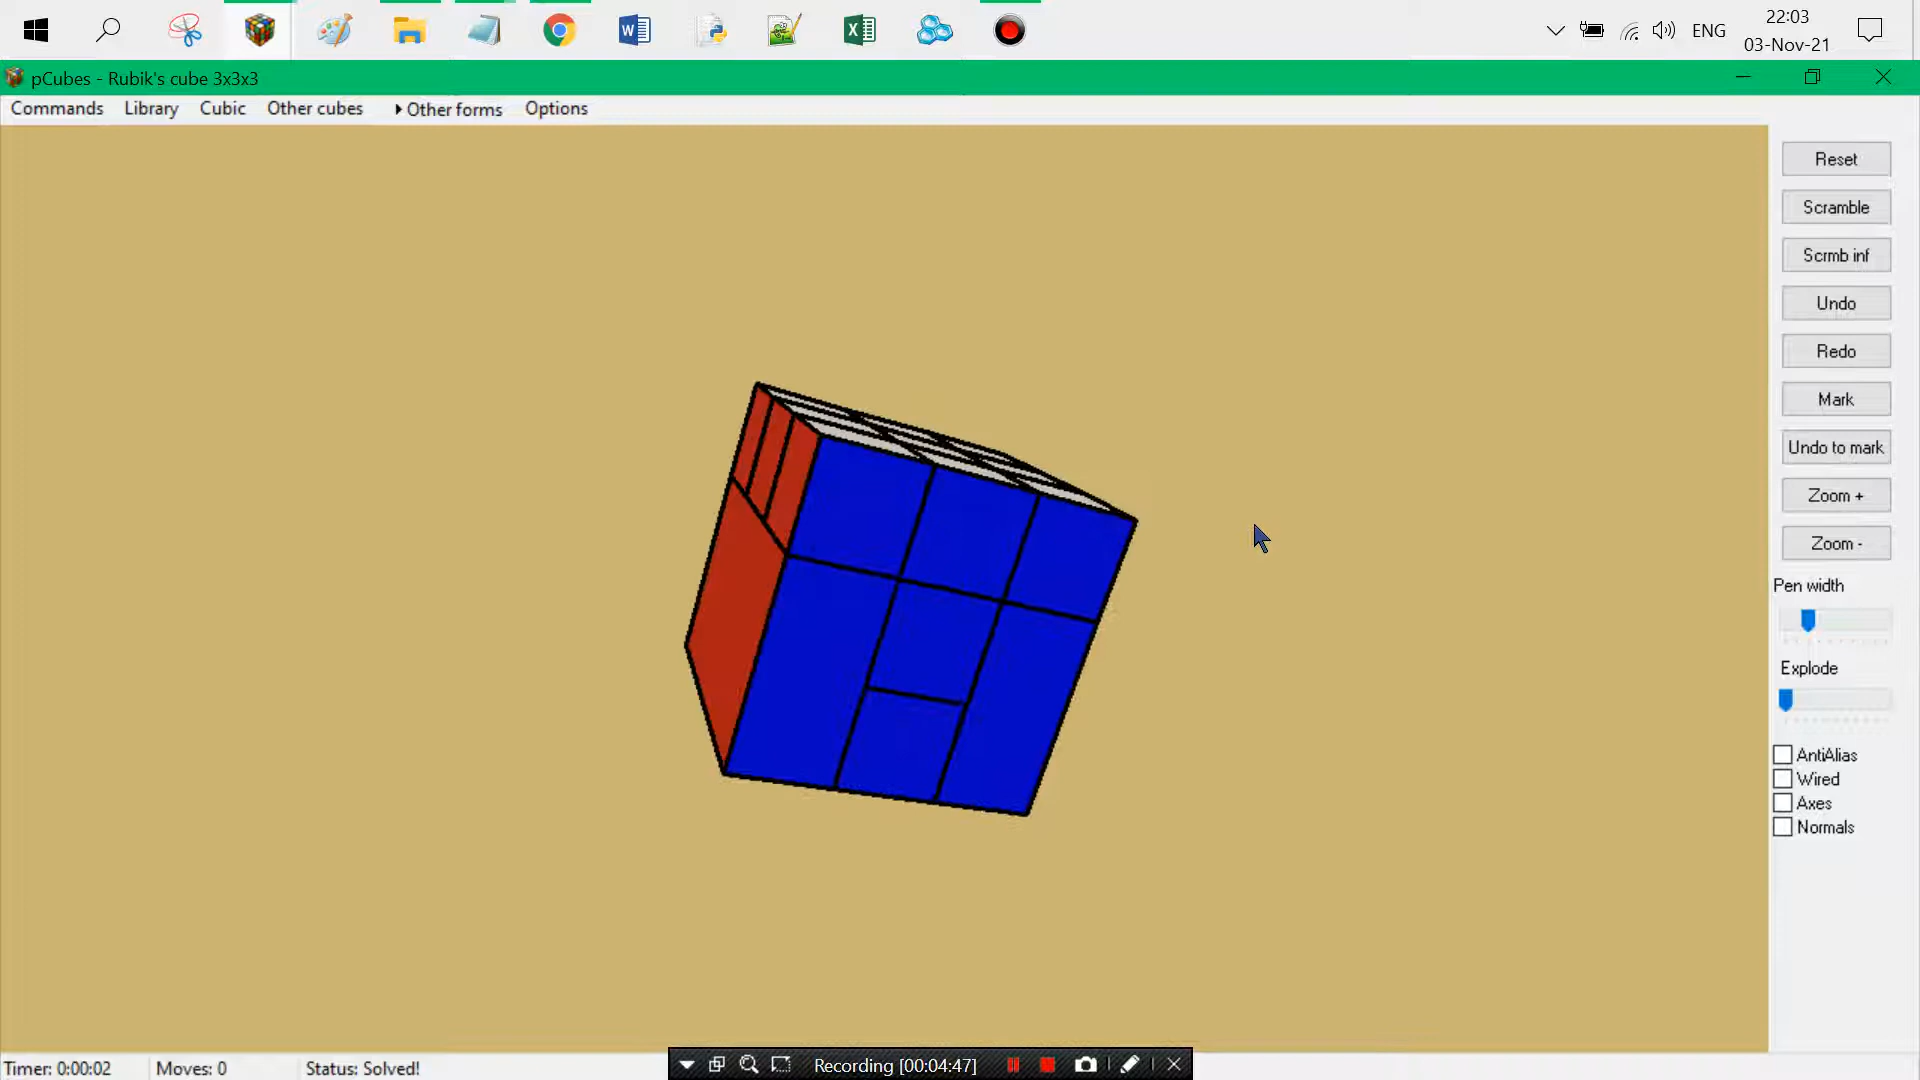 22:03
ENG
03-Nov-21
pCubes - Rubik's cube 3x3x3
Commands Library Cubic Other cubes Other forms Options
Reset
Scramble
Scrmb inf
Undo
Redo
Mark
Undo to mark
Zoom +
Zoom -
Pen width
Explode
AntiAlias
Wired
Axes
Normals
Timer: 0:00:02 Moves: 0 Status: Solved!
Recording [00:04:47]